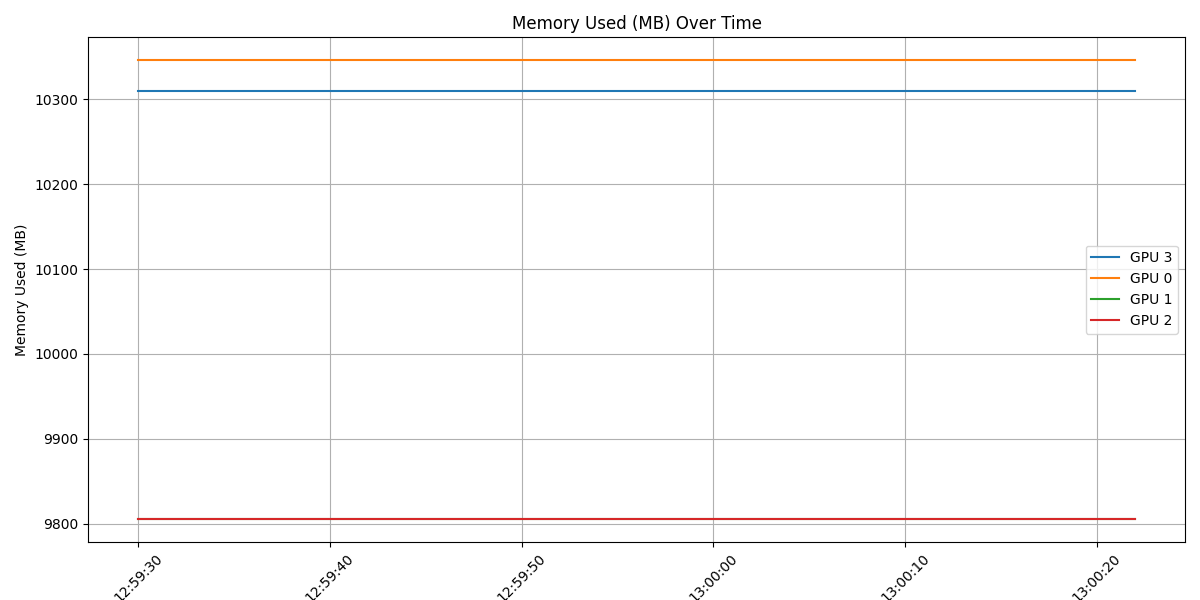 Memory Used (MB) Over Time
Memory Used (MB)
10300
10200
10100
10000
9900
9800
GPU 3
GPU 0
GPU 1
GPU 2
12:59:30
12:59:40
12:59:50
13:00:00
13:00:10
13:00:20